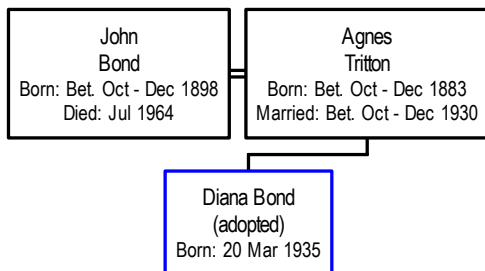 John
Bond
Born: Bet. Oct - Dec 1898
Died: Jul 1964
Agnes
Tritton
Born: Bet. Oct - Dec 1883
Married: Bet. Oct - Dec 1930
Diana Bond
(adopted)
Born: 20 Mar 1935